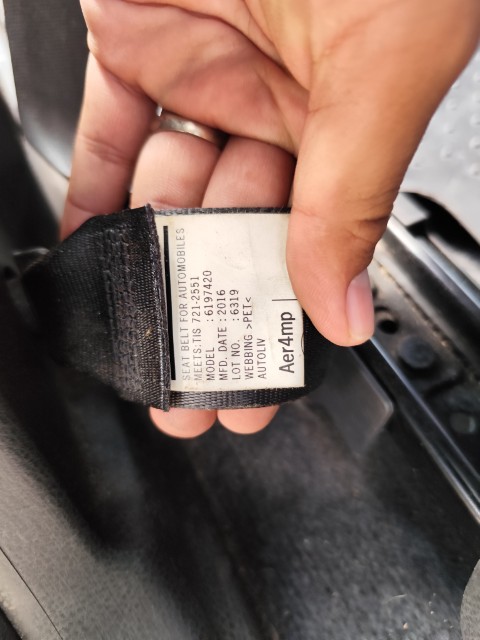 SEAT BELT FOR AUTOMOBILES
MEETS:TIS 721-2551
MODEL : 6197420
MFD. DATE : 2016
LOT NO. : 6319
WEBBING >PET<
AUTOLIV
Aer4mp